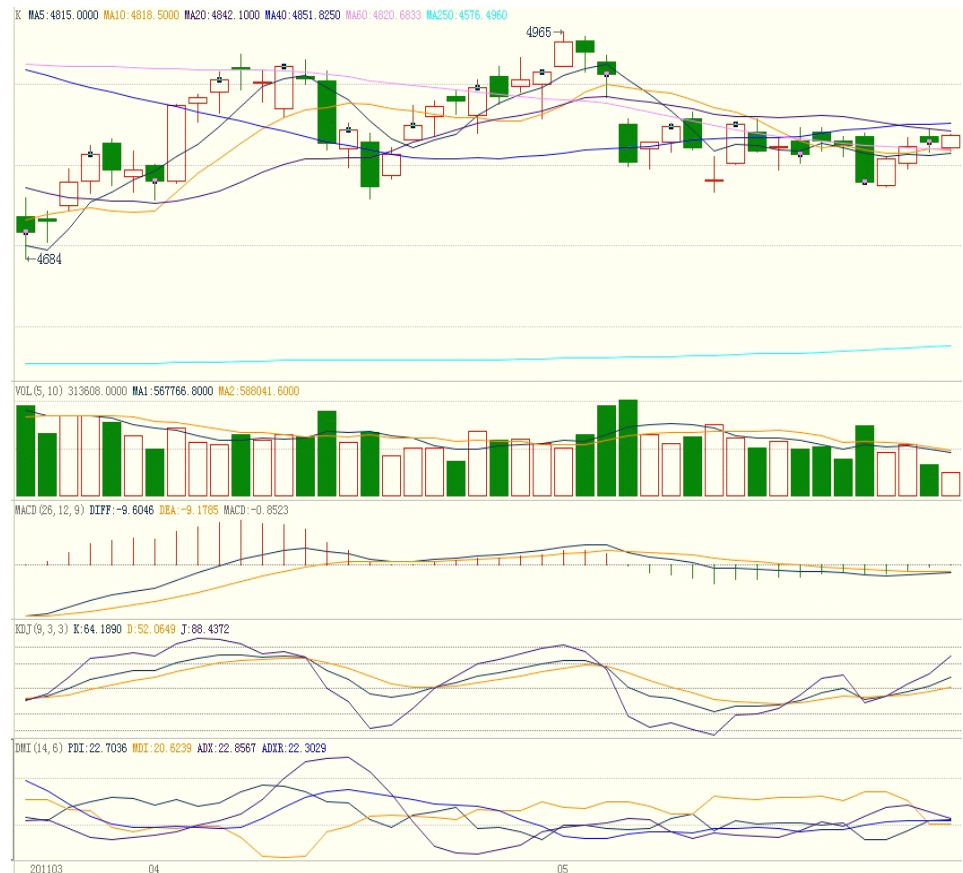 K MA5:4815.0000 MA10:4818.5000 MA20:4842.1000 MA40:4851.8250 MA60:4820.6833 MA250:4576.4960
4965
4684
VOL(5,10) 313608.0000 MA1:567766.8000 MA2:588041.6000
MACD(26,12,9) DIFF:-9.6046 DEA:-9.1785 MACD:-0.8523
KDJ(9,3,3) K:64.1890 D:52.0649 J:88.4372
DMI(14,6) PDI:22.7036 MDI:20.6239 ADX:22.8567 ADXR:22.3029
201103 04 05